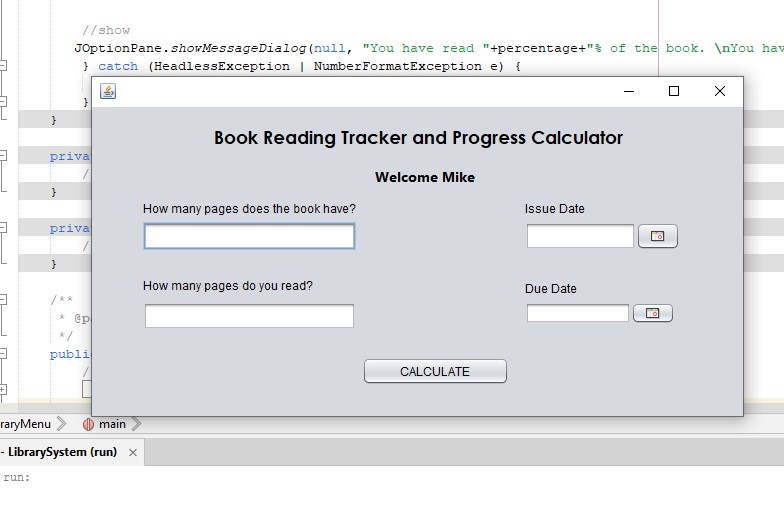 //show
JOptionPane.showMessageDialog(null, "You have read "+percentage+"% of the book. \nYou hav
} catch (HeadlessException | NumberFormatException e) {
}
}
priva
/
}
priva
/
}
/**
* @p
*/
publi
/
Book Reading Tracker and Progress Calculator
Welcome Mike
How many pages does the book have?
Issue Date
How many pages do you read?
Due Date
CALCULATE
raryMenu
main
- LibrarySystem (run)
run: